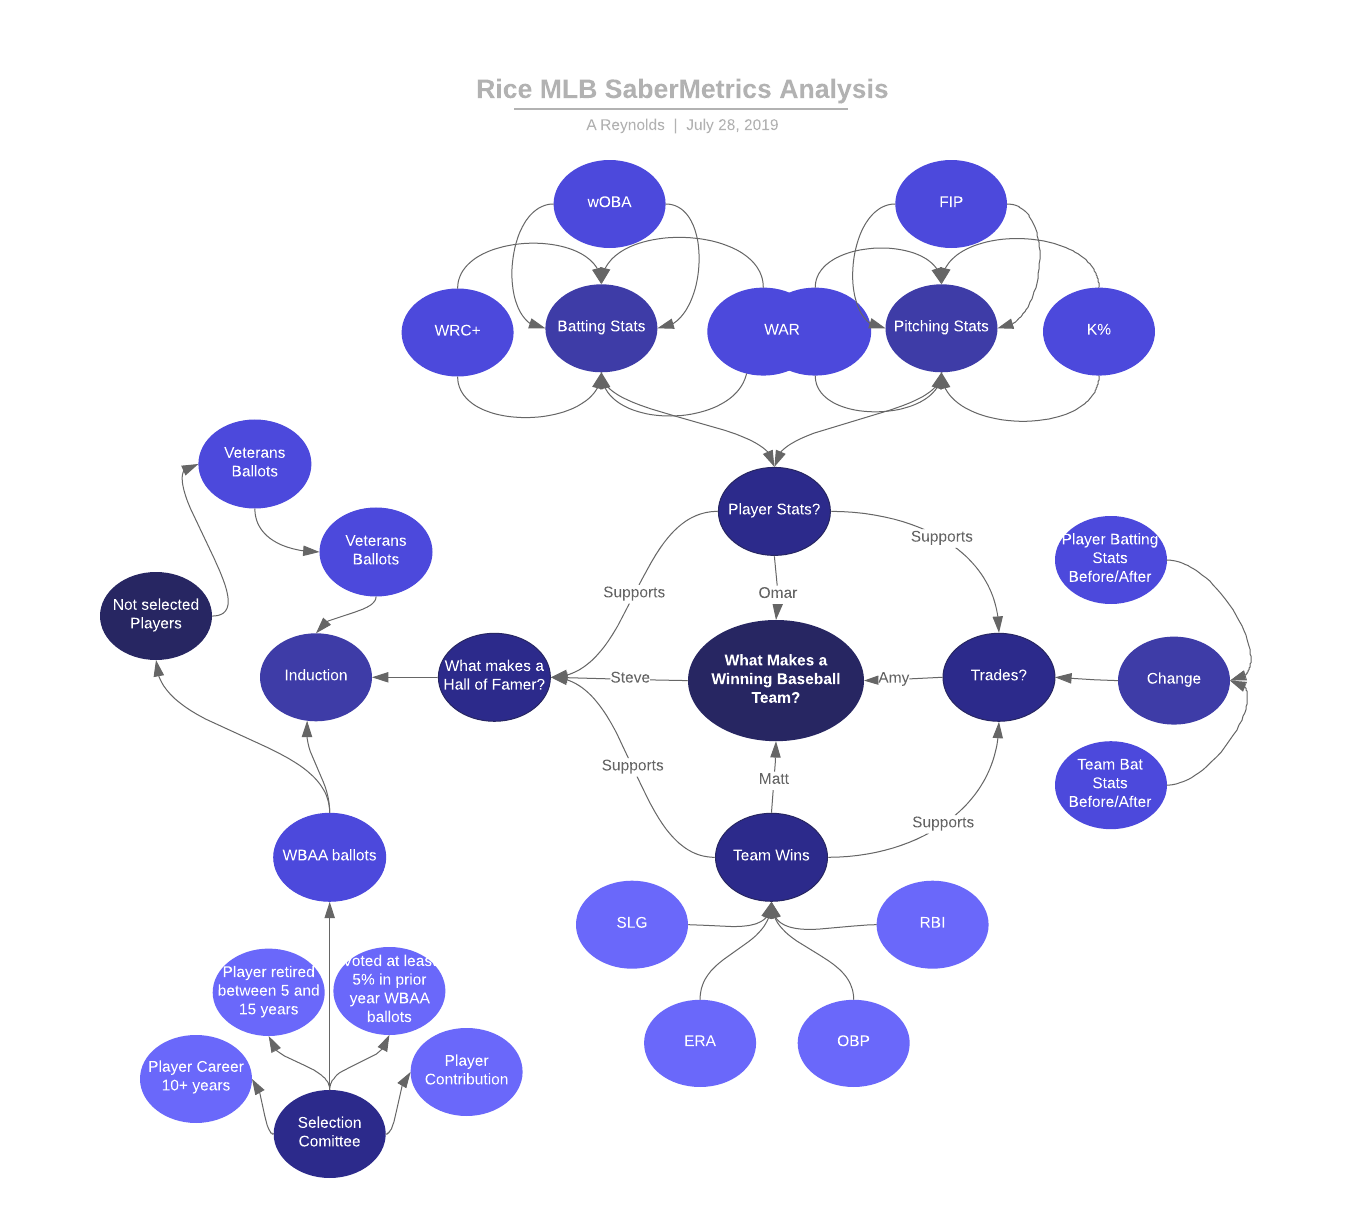 Rice MLB SaberMetrics Analysis
A Reynolds | July 28, 2019
wOBA
FIP
WRC+
Batting Stats
WAR
Pitching Stats
K%
Veterans
Ballots
Player Stats?
Supports
Veterans
Ballots
Player Batting
Stats
Before/After
Not selected
Players
Supports
Omar
Induction
What makes a
Hall of Famer?
Steve
What Makes a
Winning Baseball
Team?
Amy
Trades?
Change
Supports
Matt
Team Bat
Stats
Before/After
Supports
WBAA ballots
Team Wins
SLG
RBI
Player retired
between 5 and
15 years
Voted at least
5% in prior
year WBAA
ballots
ERA
OBP
Player Career
10+ years
Player
Contribution
Selection
Comittee